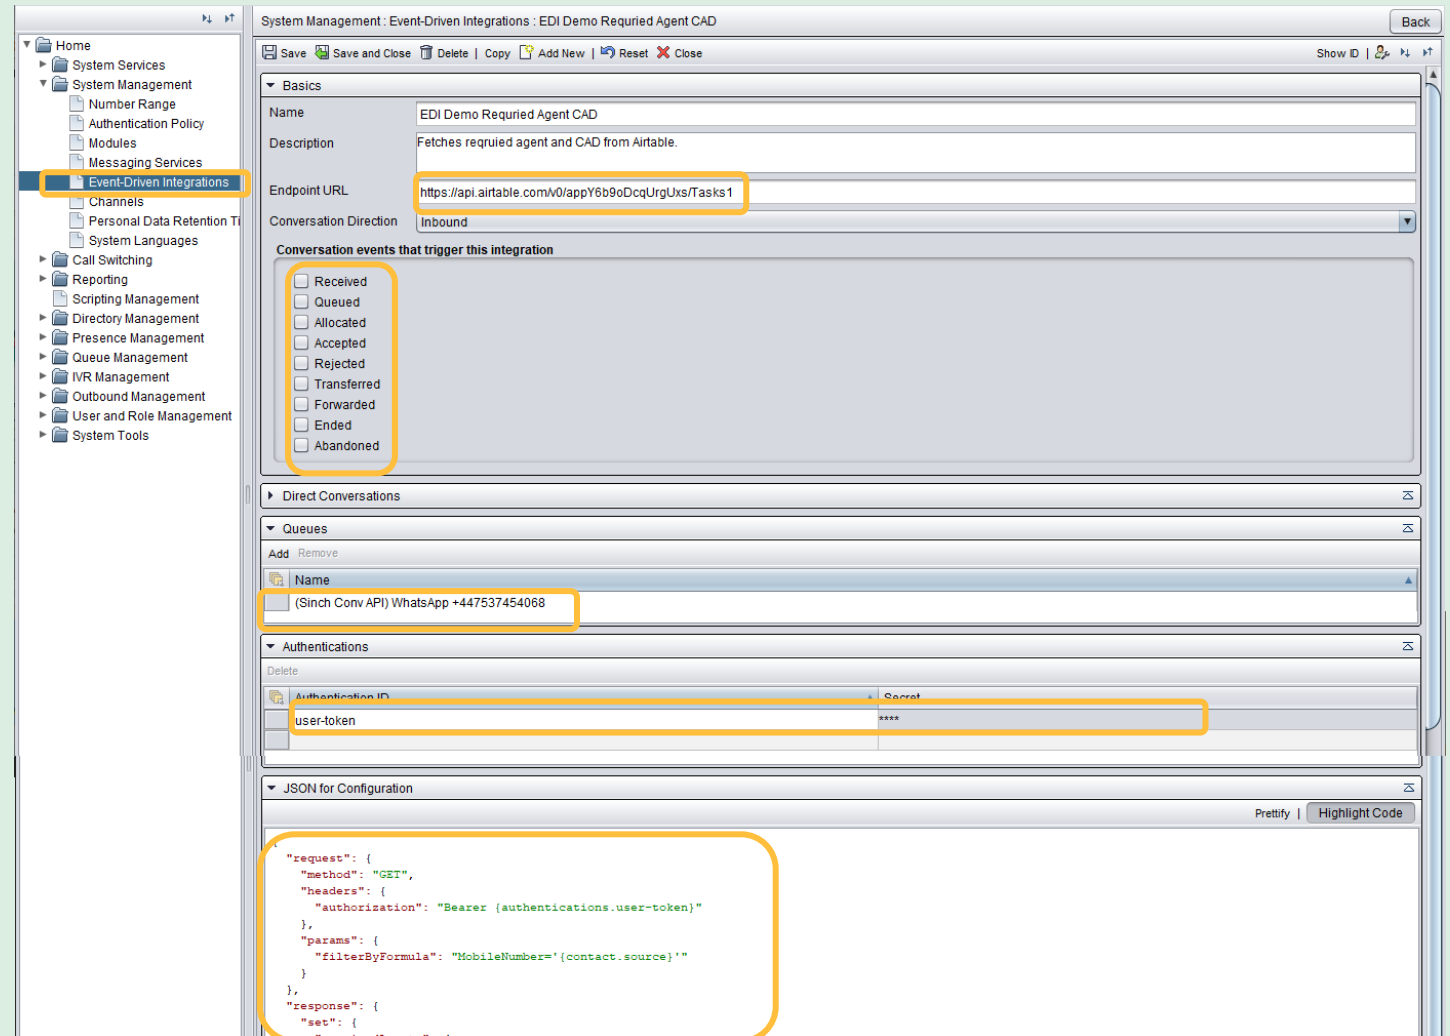 System Management : Event-Driven Integrations : EDI Demo Requried Agent CAD
Back
Home
System Services
System Management
Number Range
Authentication Policy
Modules
Messaging Services
Event-Driven Integrations
Channels
Personal Data Retention Ti
System Languages
Call Switching
Reporting
Scripting Management
Directory Management
Presence Management
Queue Management
IVR Management
Outbound Management
User and Role Management
System Tools
Save Save and Close Delete | Copy Add New | Reset Close
Show ID |
Basics
Name EDI Demo Requried Agent CAD
Description Fetches reqruied agent and CAD from Airtable.
Endpoint URL https://api.airtable.com/v0/appY6b9oDcqUrgUxs/Tasks1
Conversation Direction Inbound
Conversation events that trigger this integration
Received
Queued
Allocated
Accepted
Rejected
Transferred
Forwarded
Ended
Abandoned
Direct Conversations
Queues
Add Remove
Name
(Sinch Conv API) WhatsApp +447537454068
Authentications
Delete
Authentication ID Secret
user-token ****
JSON for Configuration
Prettify | Highlight Code
{
"request": {
"method": "GET",
"headers": {
"authorization": "Bearer {authentications.user-token}"
},
"params": {
"filterByFormula": "MobileNumber='{contact.source}'"
}
},
"response": {
"set": {